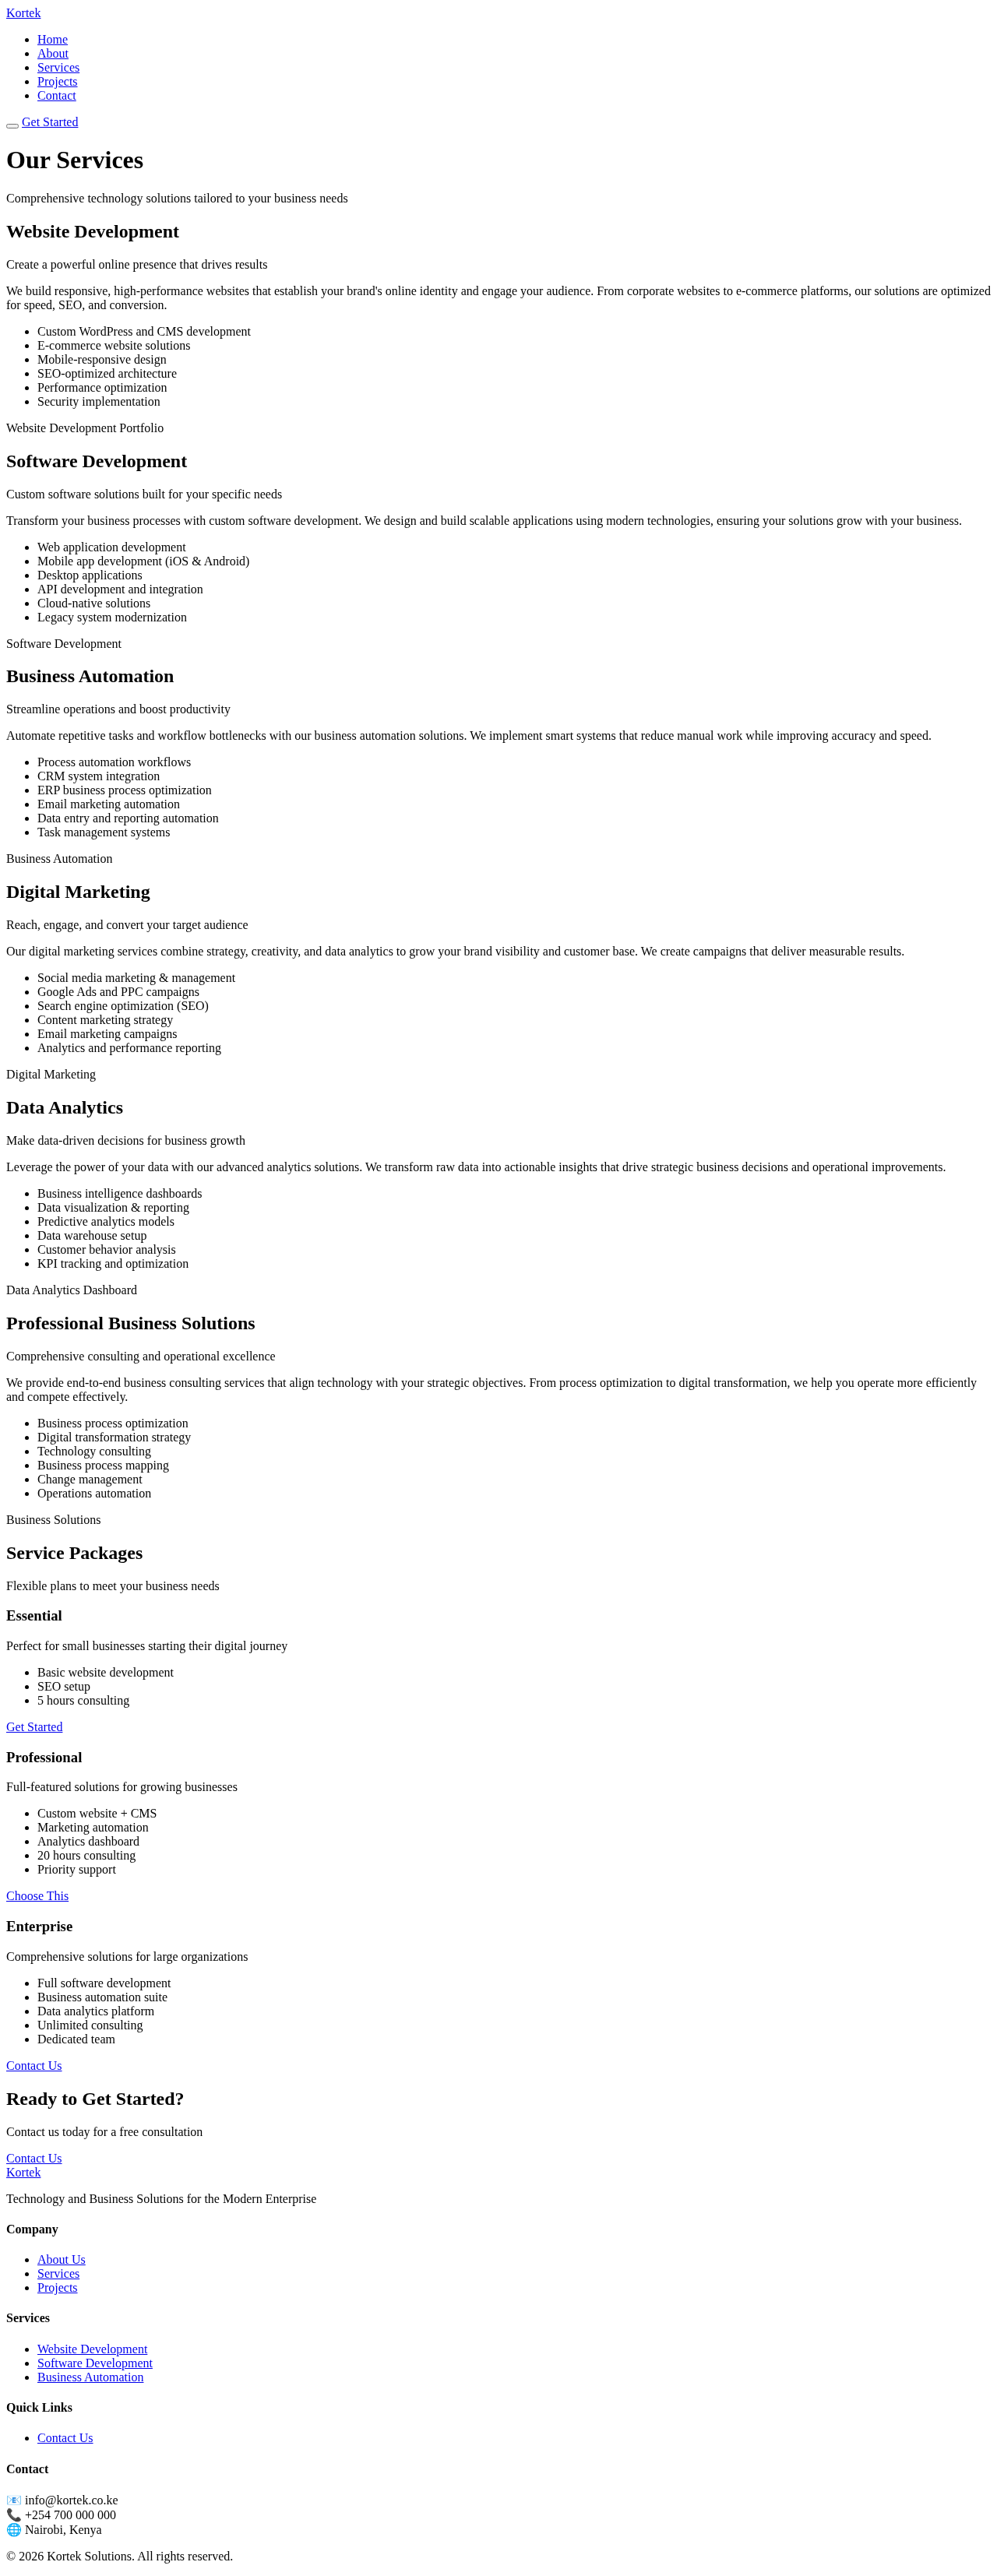 Kortek
Home
About
Services
Projects
Contact
Get Started
Our Services
Comprehensive technology solutions tailored to your business needs
Website Development
Create a powerful online presence that drives results
We build responsive, high-performance websites that establish your brand's online identity and engage your audience. From corporate websites to e-commerce platforms, our solutions are optimized
for speed, SEO, and conversion.
Custom WordPress and CMS development
E-commerce website solutions
Mobile-responsive design
SEO-optimized architecture
Performance optimization
Security implementation
Website Development Portfolio
Software Development
Custom software solutions built for your specific needs
Transform your business processes with custom software development. We design and build scalable applications using modern technologies, ensuring your solutions grow with your business.
Web application development
Mobile app development (iOS & Android)
Desktop applications
API development and integration
Cloud-native solutions
Legacy system modernization
Software Development
Business Automation
Streamline operations and boost productivity
Automate repetitive tasks and workflow bottlenecks with our business automation solutions. We implement smart systems that reduce manual work while improving accuracy and speed.
Process automation workflows
CRM system integration
ERP business process optimization
Email marketing automation
Data entry and reporting automation
Task management systems
Business Automation
Digital Marketing
Reach, engage, and convert your target audience
Our digital marketing services combine strategy, creativity, and data analytics to grow your brand visibility and customer base. We create campaigns that deliver measurable results.
Social media marketing & management
Google Ads and PPC campaigns
Search engine optimization (SEO)
Content marketing strategy
Email marketing campaigns
Analytics and performance reporting
Digital Marketing
Data Analytics
Make data-driven decisions for business growth
Leverage the power of your data with our advanced analytics solutions. We transform raw data into actionable insights that drive strategic business decisions and operational improvements.
Business intelligence dashboards
Data visualization & reporting
Predictive analytics models
Data warehouse setup
Customer behavior analysis
KPI tracking and optimization
Data Analytics Dashboard
Professional Business Solutions
Comprehensive consulting and operational excellence
We provide end-to-end business consulting services that align technology with your strategic objectives. From process optimization to digital transformation, we help you operate more efficiently
and compete effectively.
Business process optimization
Digital transformation strategy
Technology consulting
Business process mapping
Change management
Operations automation
Business Solutions
Service Packages
Flexible plans to meet your business needs
Essential
Perfect for small businesses starting their digital journey
Basic website development
SEO setup
5 hours consulting
Get Started
Professional
Full-featured solutions for growing businesses
Custom website + CMS
Marketing automation
Analytics dashboard
20 hours consulting
Priority support
Choose This
Enterprise
Comprehensive solutions for large organizations
Full software development
Business automation suite
Data analytics platform
Unlimited consulting
Dedicated team
Contact Us
Ready to Get Started?
Contact us today for a free consultation
Contact Us
Kortek
Technology and Business Solutions for the Modern Enterprise
Company
About Us
Services
Projects
Services
Website Development
Software Development
Business Automation
Quick Links
Contact Us
Contact
📧 info@kortek.co.ke
📞 +254 700 000 000
🌐 Nairobi, Kenya
© 2026 Kortek Solutions. All rights reserved.